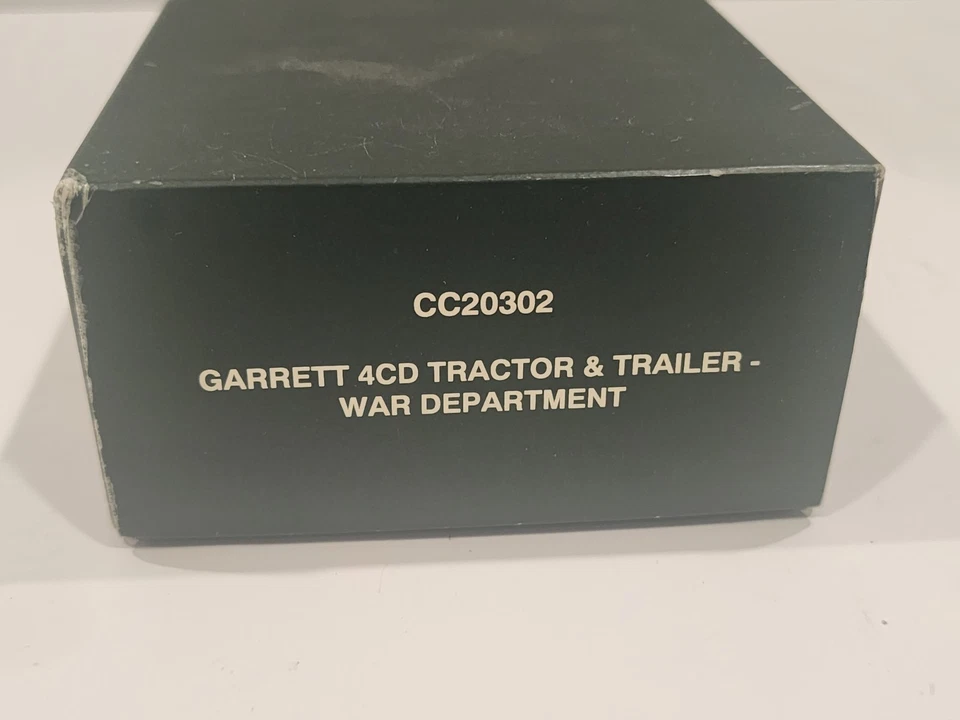 CC20302
GARRETT 4CD TRACTOR & TRAILER -
WAR DEPARTMENT